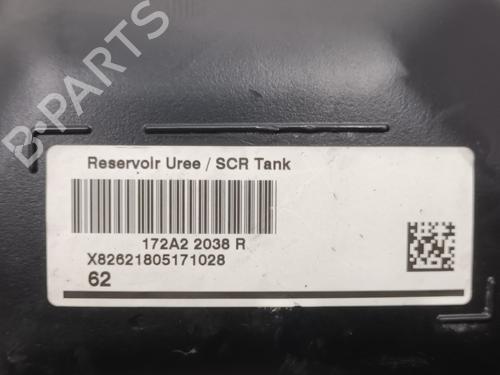 B-PARTS
Reservoir Uree / SCR Tank
172A2 2038 R
X82621805171028
62